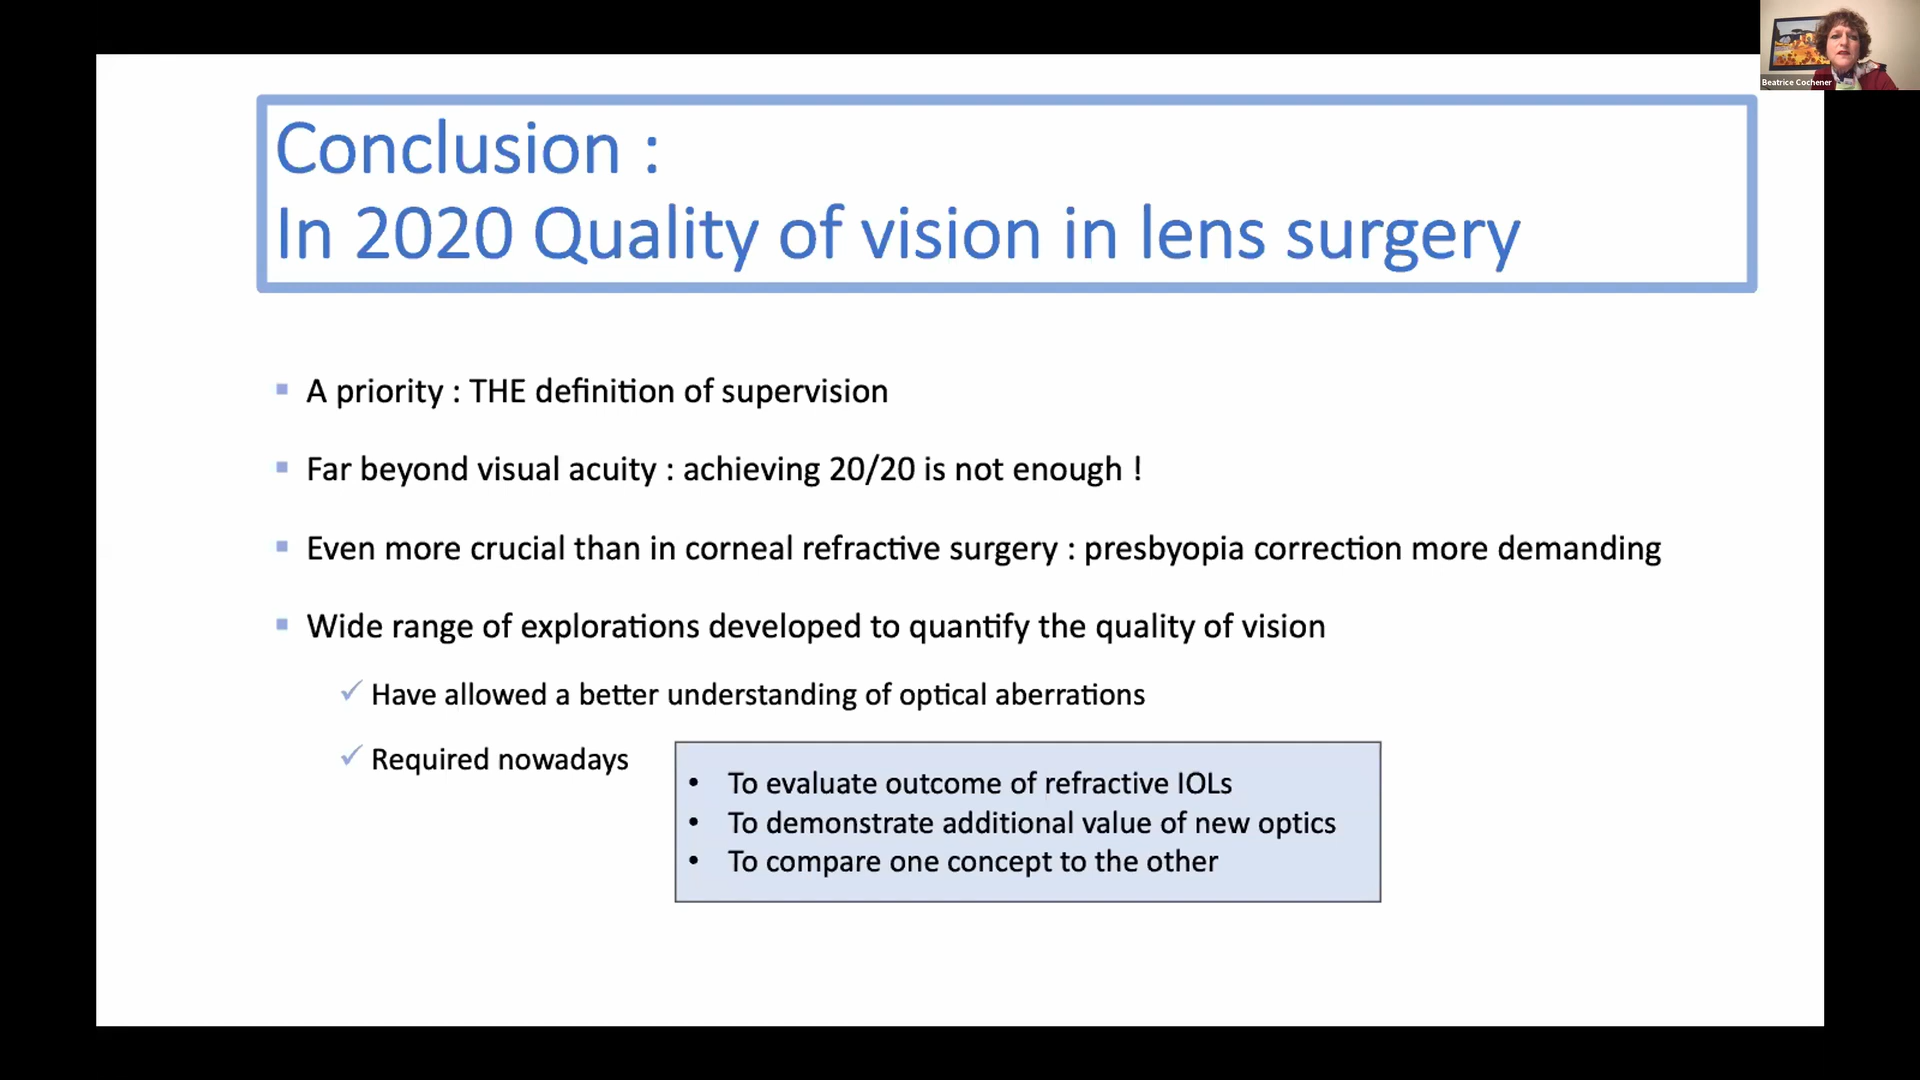 Beatrice Cochener
Conclusion :
In 2020 Quality of vision in lens surgery
A priority : THE definition of supervision
Far beyond visual acuity : achieving 20/20 is not enough !
Even more crucial than in corneal refractive surgery : presbyopia correction more demanding
Wide range of explorations developed to quantify the quality of vision
✓ Have allowed a better understanding of optical aberrations
✓ Required nowadays
• To evaluate outcome of refractive IOLs
• To demonstrate additional value of new optics
• To compare one concept to the other